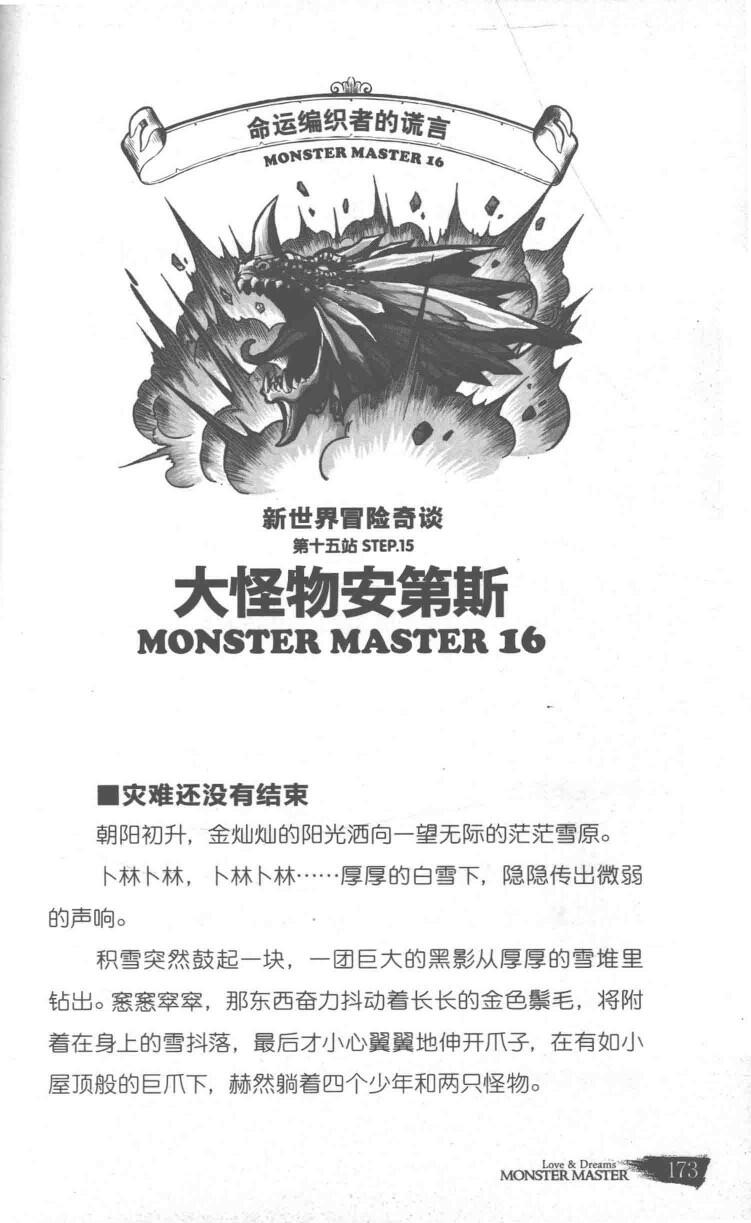 命运编织者的谎言
MONSTER MASTER 16
新世界冒险奇谈
第十五站 STEP.15
大怪物安第斯
MONSTER MASTER 16
■灾难还没有结束
朝阳初升，金灿灿的阳光洒向一望无际的茫茫雪原。
卜林卜林，卜林卜林……厚厚的白雪下，隐隐传出微弱
的声响。
积雪突然鼓起一块，一团巨大的黑影从厚厚的雪堆里
钻出。窸窸窣窣，那东西奋力抖动着长长的金色鬃毛，将附
着在身上的雪抖落，最后才小心翼翼地伸开爪子，在有如小
屋顶般的巨爪下，赫然躺着四个少年和两只怪物。
Love & Dreams
MONSTER MASTER 173